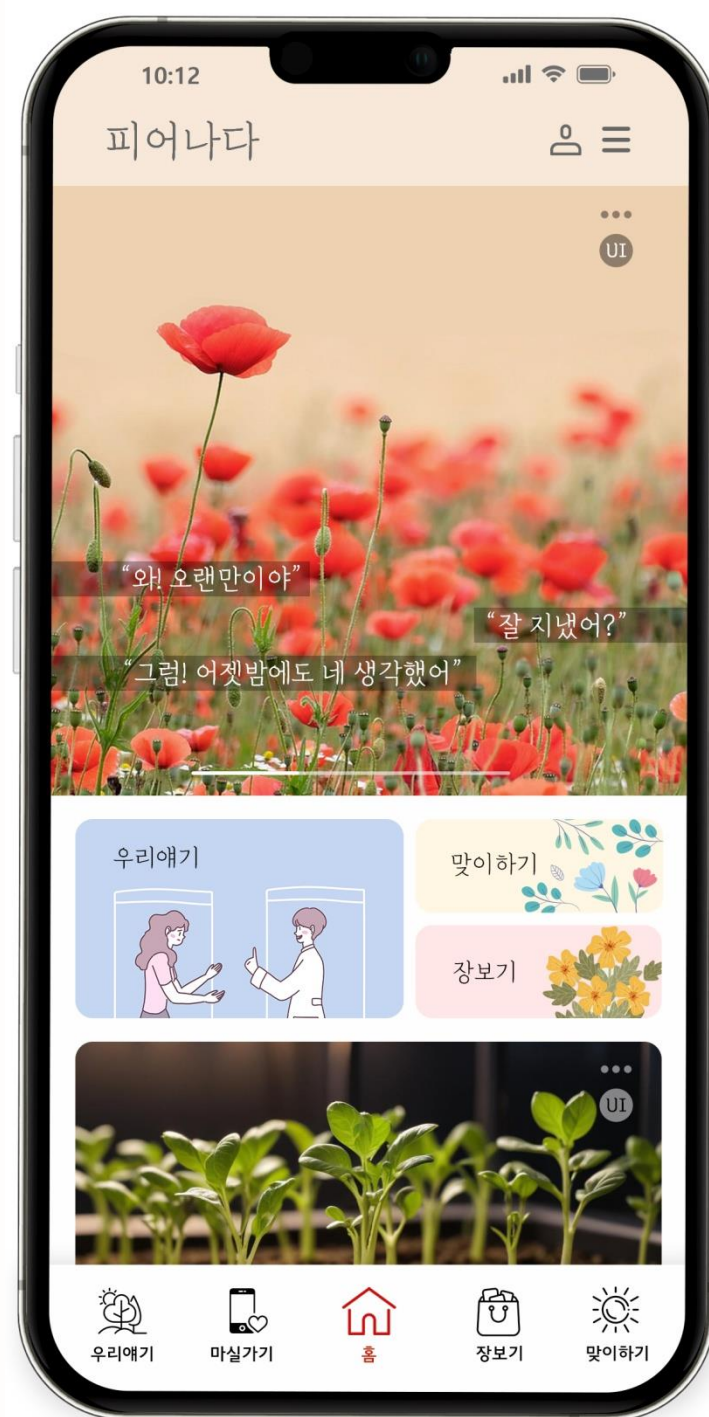 10:12
피어나다
UI
“와! 오랜만이야”
“잘 지냈어?”
“그럼! 어젯밤에도 네 생각했어”
우리얘기
맞이하기
장보기
UI
우리얘기
마실가기
홈
장보기
맞이하기